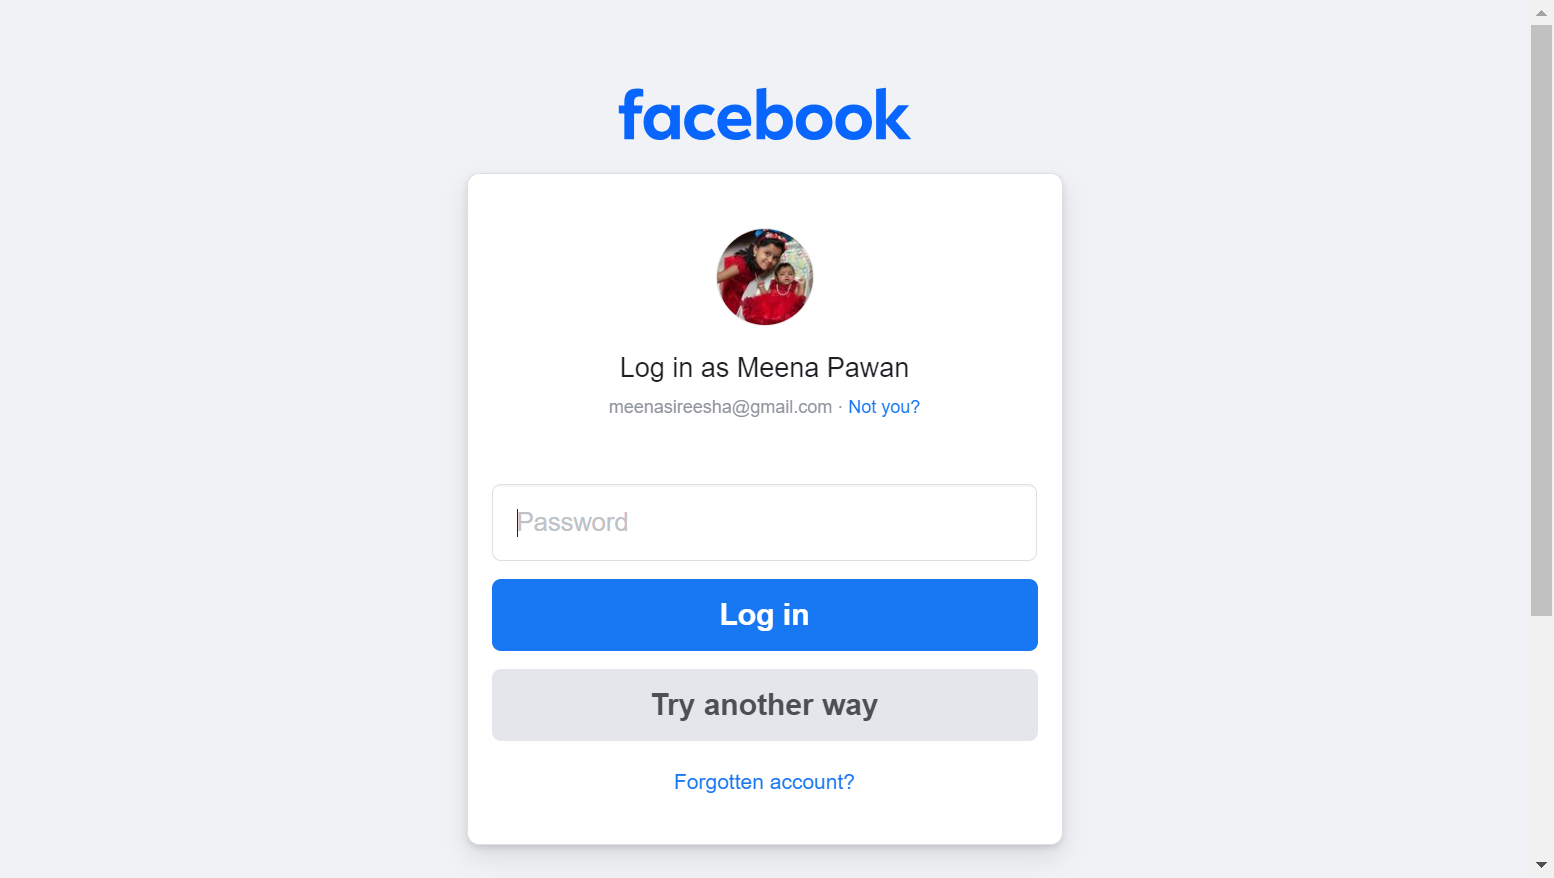 facebook
Log in as Meena Pawan
meenasireesha@gmail.com · Not you?
Password
Log in
Try another way
Forgotten account?